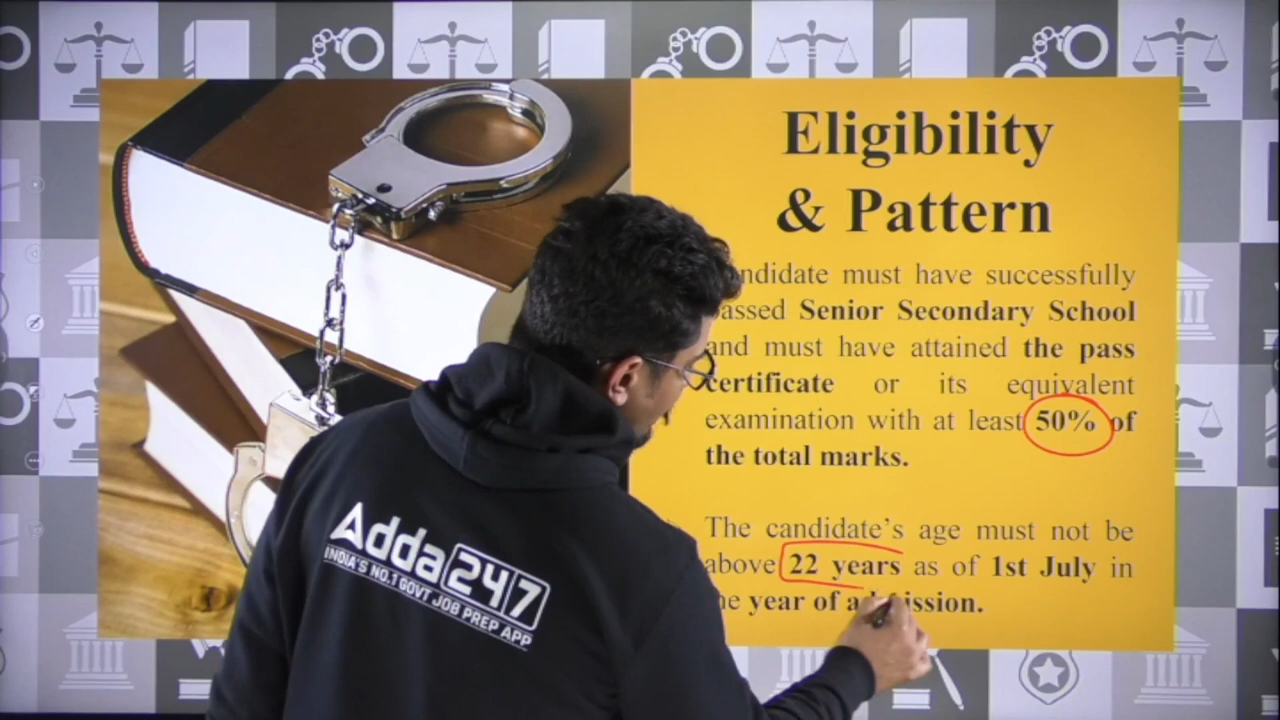 Eligibility
& Pattern
must have successfully
Senior Secondary School
and must have attained the pass
certificate or its equivalent
examination with at least 50% of
the total marks.
The candidate's age must not be
above 22 years as of 1st July in
year of
Adda 247
INDIA'S NO.1 GOVT JOB PREP APP